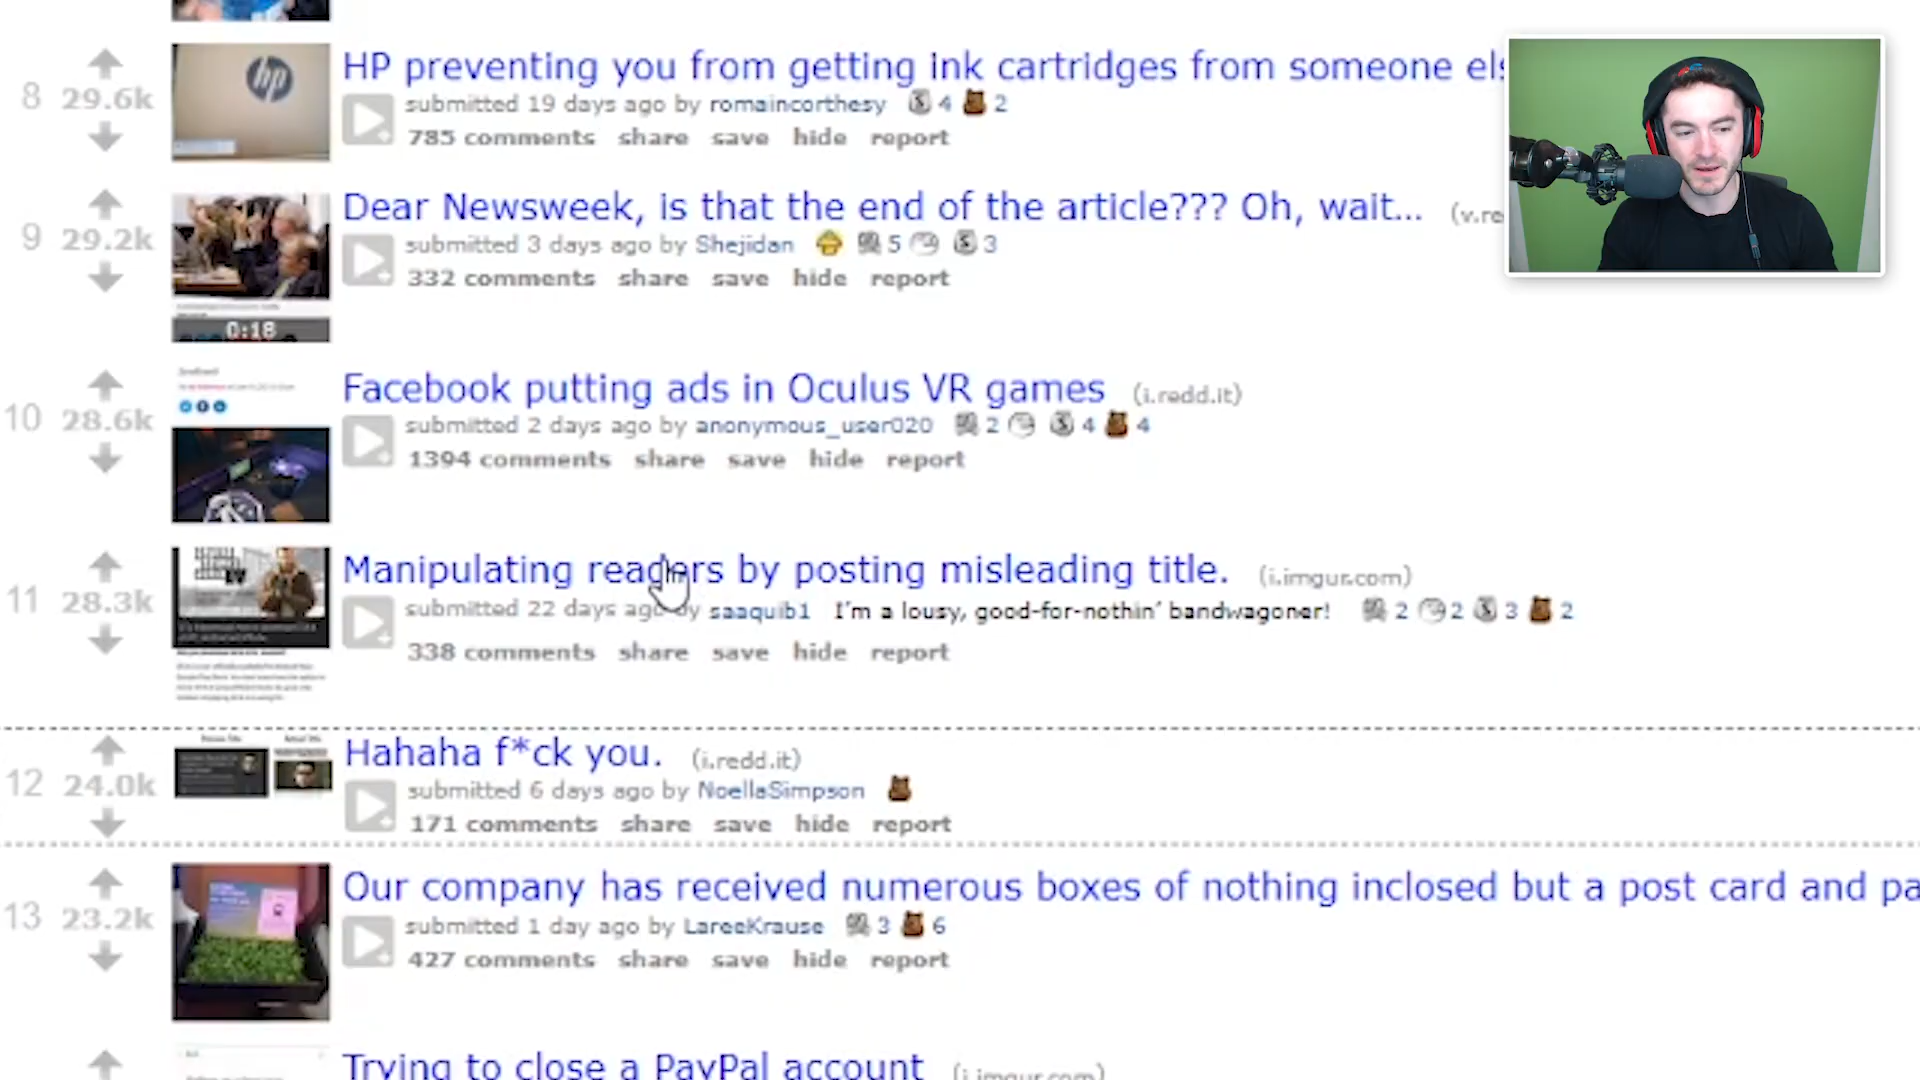 HP preventing you from getting ink cartridges from someone els
8
29.6k
submitted 19 days ago by romaincorthesy 4 2
785 comments share save hide report
Dear Newsweek, is that the end of the article??? Oh, wait... (v.re
9
29.2k
submitted 3 days ago by Shejidan 5 3
332 comments share save hide report
0:18
Facebook putting ads in Oculus VR games (i.redd.it)
10
28.6k
submitted 2 days ago by anonymous_user020 2 4 4
1394 comments share save hide report
Manipulating readers by posting misleading title. (i.imgur.com)
11
28.3k
submitted 22 days ago by saaquib1 I'm a lousy, good-for-nothin' bandwagoner! 2 2 3 2
338 comments share save hide report
Hahaha f*ck you. (i.redd.it)
12
24.0k
submitted 6 days ago by NoellaSimpson
171 comments share save hide report
Our company has received numerous boxes of nothing inclosed but a post card and pa
13
23.2k
submitted 1 day ago by LareeKrause 3 6
427 comments share save hide report
Trying to close a PayPal account (i.imgur.com)